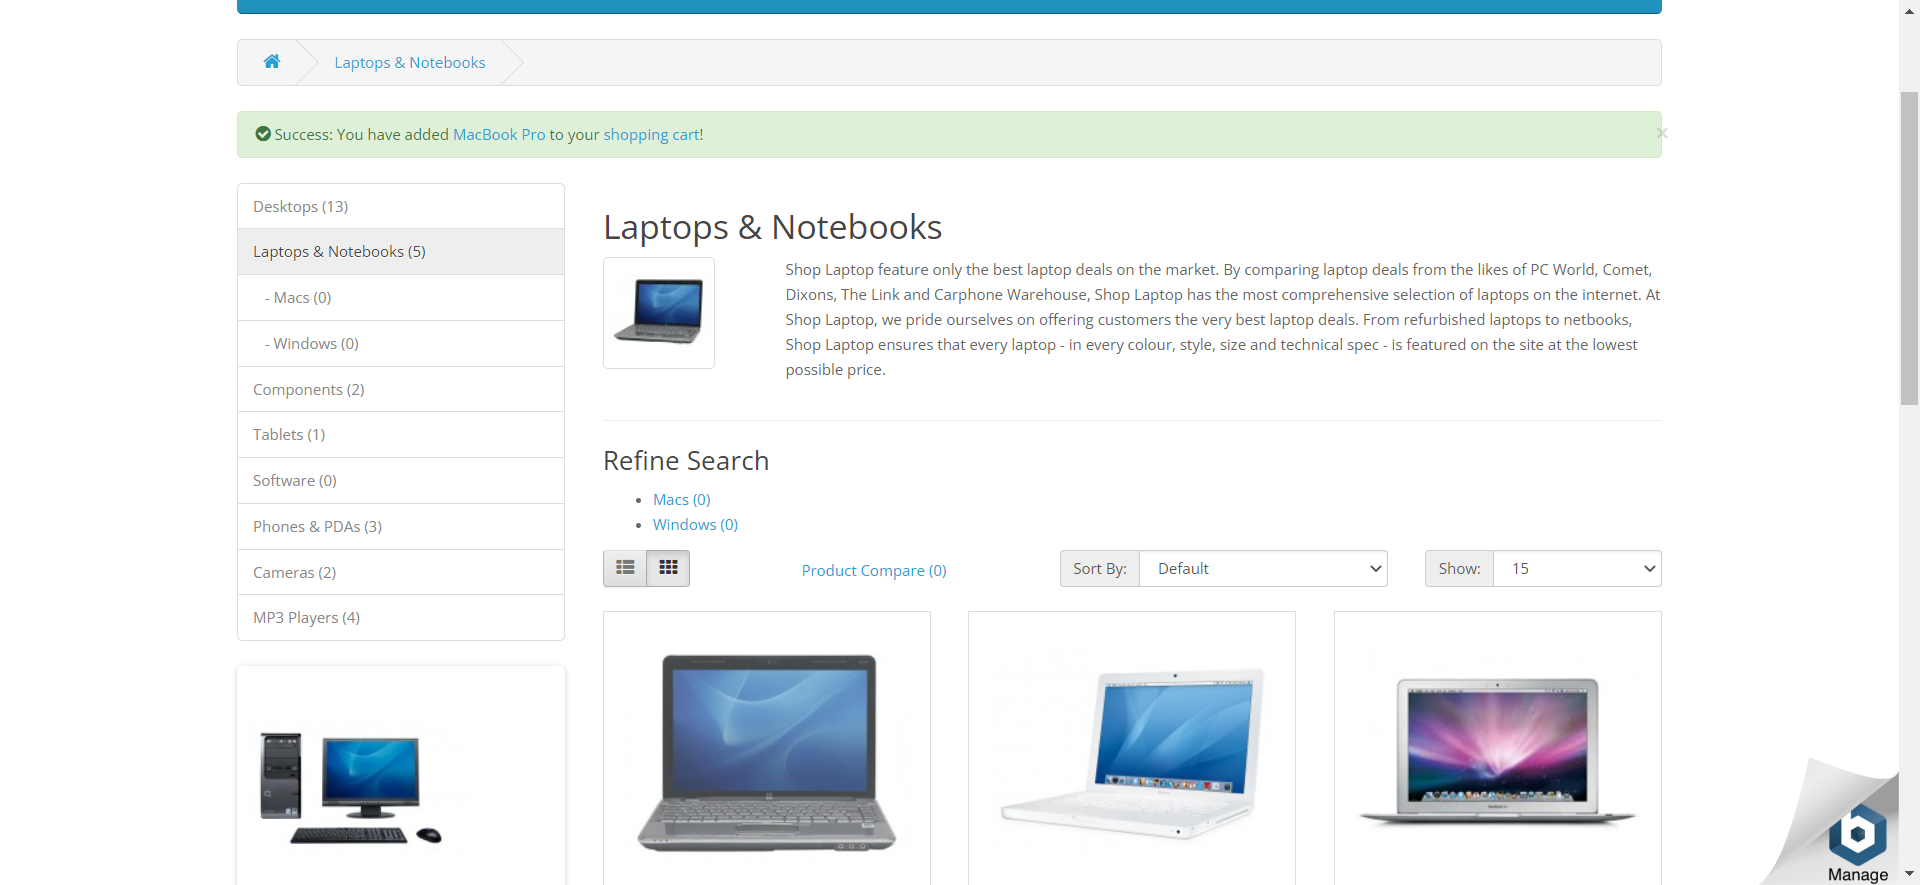 Laptops & Notebooks
Success: You have added MacBook Pro to your shopping cart!
×
Desktops (13)
Laptops & Notebooks (5)
- Macs (0)
- Windows (0)
Components (2)
Tablets (1)
Software (0)
Phones & PDAs (3)
Cameras (2)
MP3 Players (4)
Laptops & Notebooks
Shop Laptop feature only the best laptop deals on the market. By comparing laptop deals from the likes of PC World, Comet,
Dixons, The Link and Carphone Warehouse, Shop Laptop has the most comprehensive selection of laptops on the internet. At
Shop Laptop, we pride ourselves on offering customers the very best laptop deals. From refurbished laptops to netbooks,
Shop Laptop ensures that every laptop - in every colour, style, size and technical spec - is featured on the site at the lowest
possible price.
Refine Search
Macs (0)
Windows (0)
Product Compare (0)
Sort By: Default
Show: 15
Manage